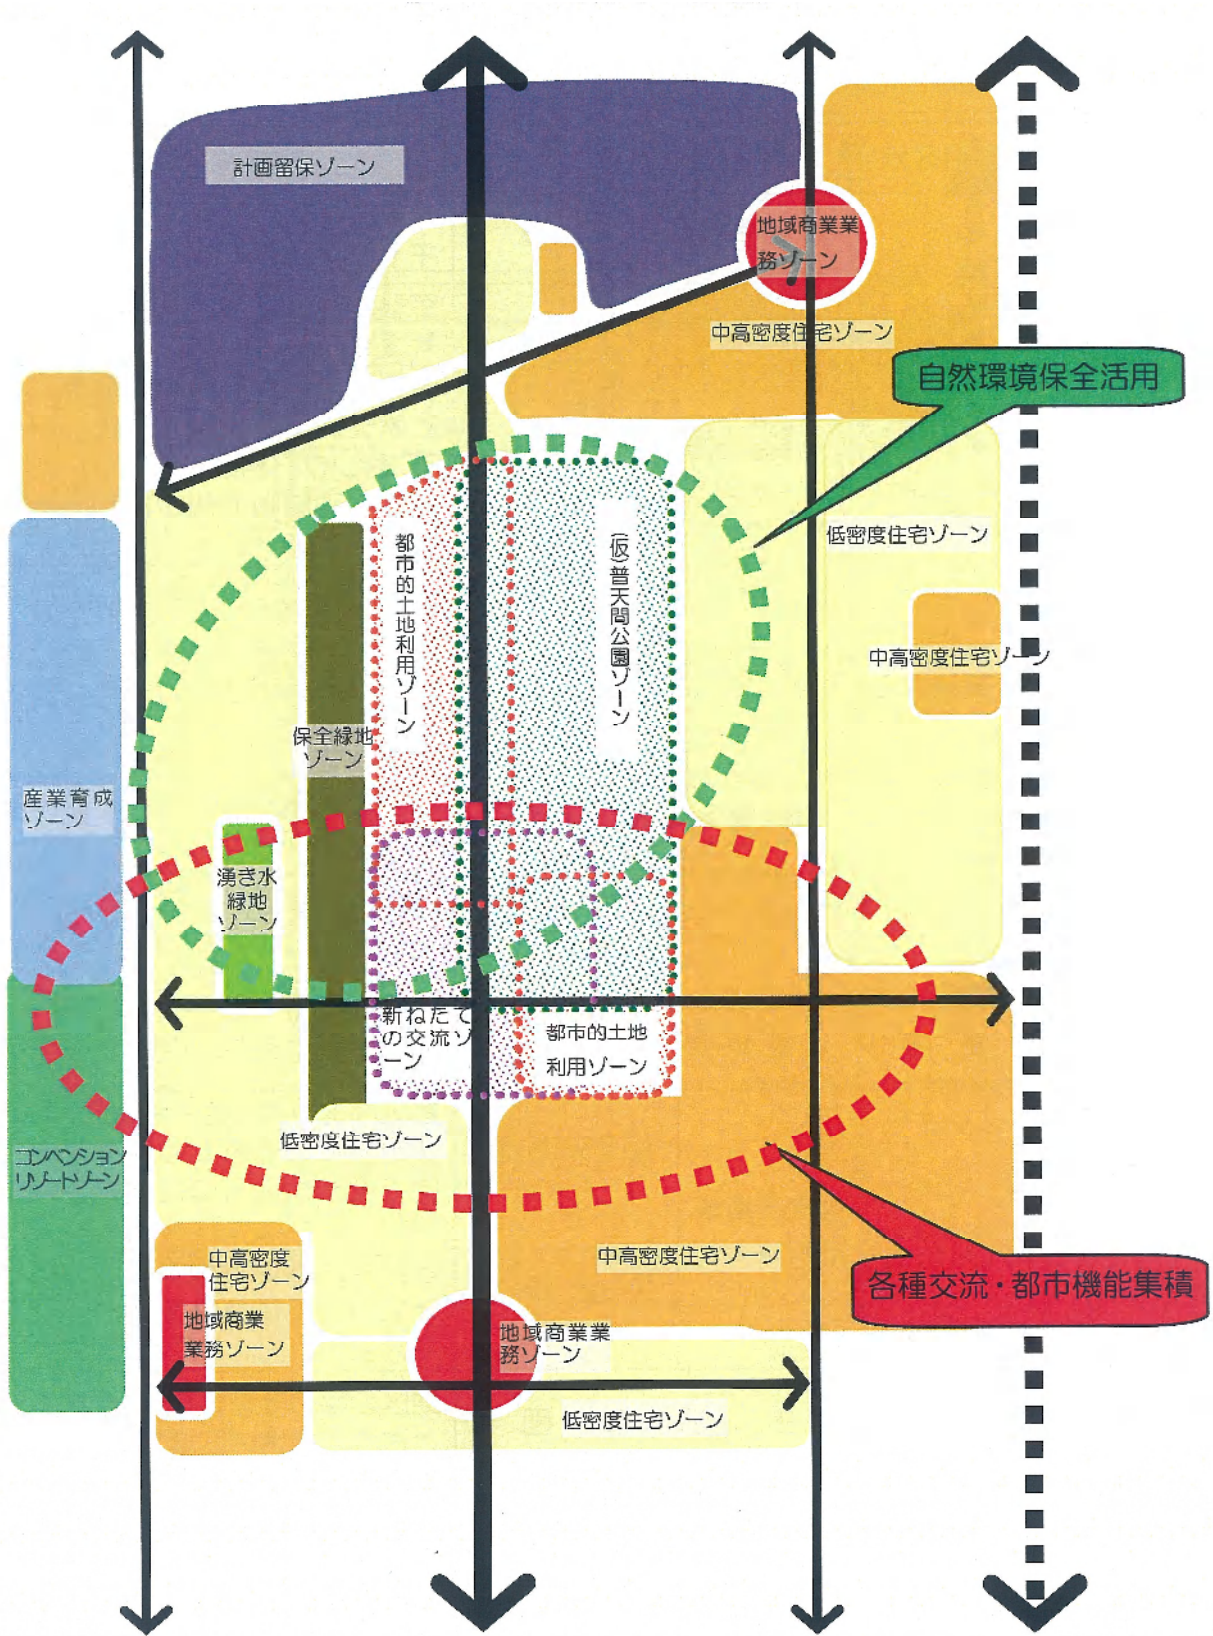 計画留保ゾーン
地域商業業
務ゾーン
中高密度住宅ゾーン
自然環境保全活用
低密度住宅ゾーン
都市的土地利用ゾーン
(仮)普天間公園ゾーン
中高密度住宅ゾーン
保全緑地
ゾーン
産業育成
ゾーン
湧き水
緑地
ゾーン
新ねたて
の交流ゾ
ーン
都市的土地
利用ゾーン
低密度住宅ゾーン
コンベンション
リゾートゾーン
中高密度
住宅ゾーン
中高密度住宅ゾーン
各種交流・都市機能集積
地域商業
業務ゾーン
地域商業業
務ゾーン
低密度住宅ゾーン